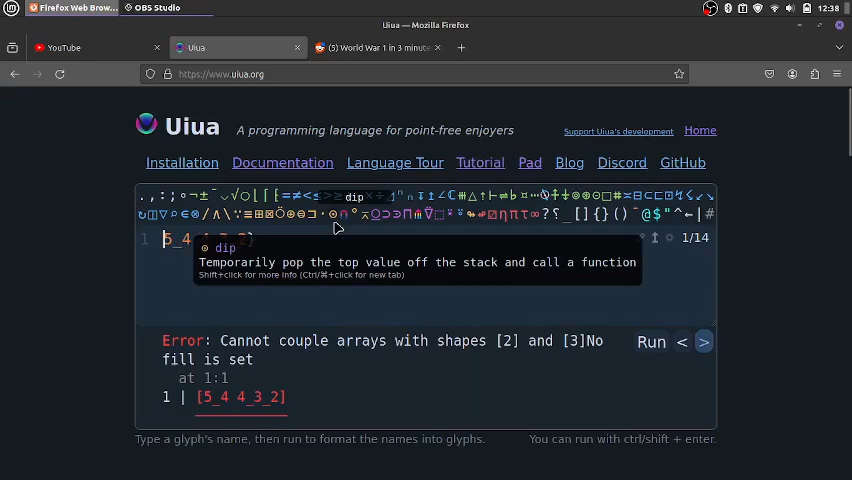 Firefox Web Brow... OBS Studio 12:38
Uiua — Mozilla Firefox
YouTube Uiua (5) World War 1 in 3 minute
https://www.uiua.org
Uiua A programming language for point-free enjoyers Support Uiua's development Home
Installation Documentation Language Tour Tutorial Pad Blog Discord GitHub
dip
1 5_4 1/14
⊙ dip
Temporarily pop the top value off the stack and call a function
Shift+click for more info (Ctrl/⌘+click for new tab)
Error: Cannot couple arrays with shapes [2] and [3]No Run < >
fill is set
at 1:1
1 | [5_4 4_3_2]
Type a glyph's name, then run to format the names into glyphs. You can run with ctrl/shift + enter.